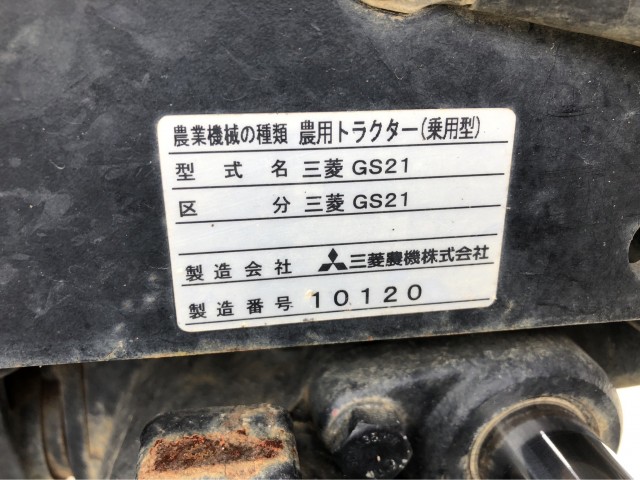 農業機械の種類 農用トラクター(乗用型)
型式名 三菱 GS21
区分 三菱 GS21
製造会社 三菱農機株式会社
製造番号 10120